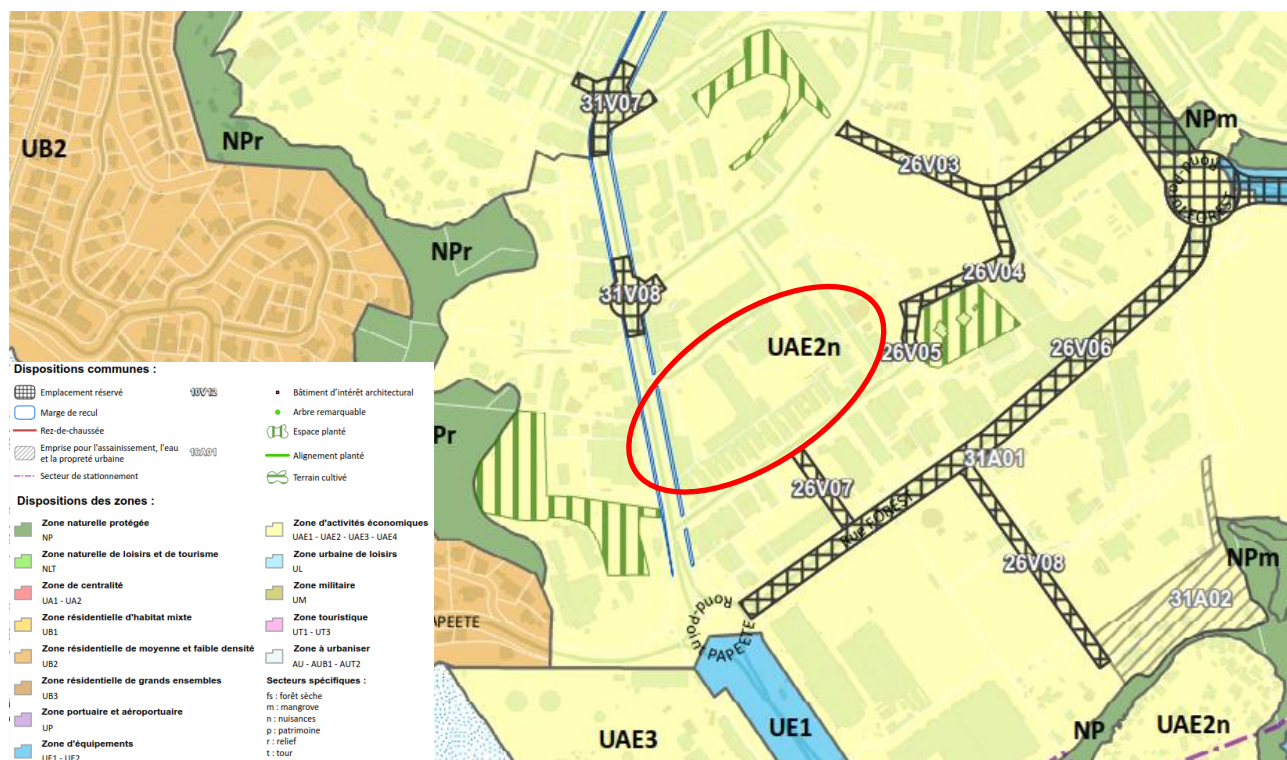 UB2
NPr
31V07
NPm
26V03
Rond-Point FOREST
NPr
26V04
31V08
UAE2n
26V05
26V06
Pr
31A01
26V07
Rue FOREST
26V08
NPm
31A02
APEETE
Rond-point PAPEETE
UE1
UAE3
NP
UAE2n
Dispositions communes :
Emplacement réservé 10V12
Marge de recul
Rez-de-chaussée
Emprise pour l'assainissement, l'eau
et la propreté urbaine 16A01
Secteur de stationnement
Bâtiment d'intérêt architectural
Arbre remarquable
Espace planté
Alignement planté
Terrain cultivé
Dispositions des zones :
Zone naturelle protégée
NP
Zone naturelle de loisirs et de tourisme
NLT
Zone de centralité
UA1 - UA2
Zone résidentielle d'habitat mixte
UB1
Zone résidentielle de moyenne et faible densité
UB2
Zone résidentielle de grands ensembles
UB3
Zone portuaire et aéroportuaire
UP
Zone d'équipements
UE1 - UE2
Zone d'activités économiques
UAE1 - UAE2 - UAE3 - UAE4
Zone urbaine de loisirs
UL
Zone militaire
UM
Zone touristique
UT1 - UT3
Zone à urbaniser
AU - AUB1 - AUT2
Secteurs spécifiques :
fs : forêt sèche
m : mangrove
n : nuisances
p : patrimoine
r : relief
t : tour